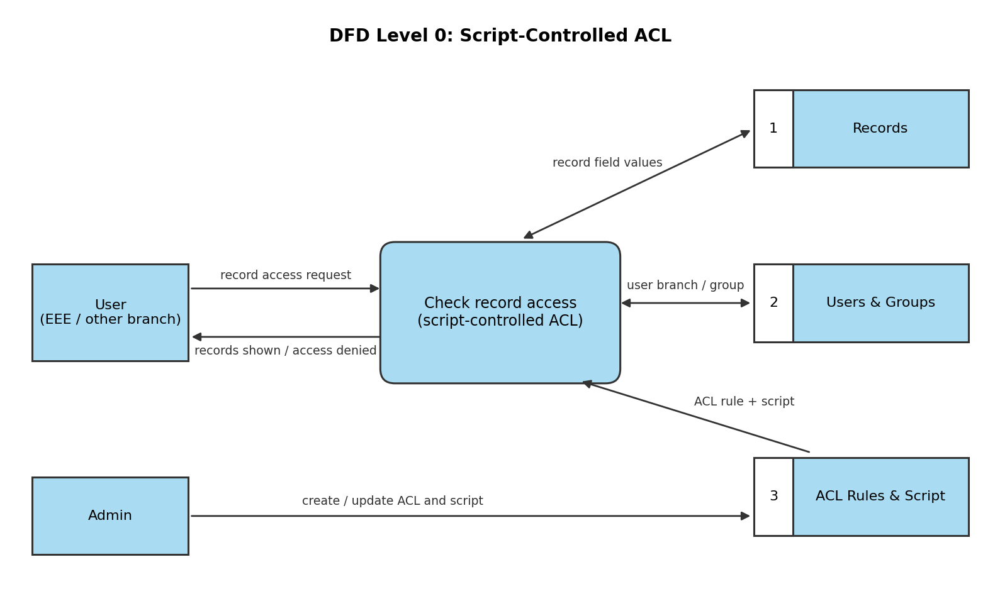 DFD Level 0: Script-Controlled ACL
1
Records
record field values
User
(EEE / other branch)
record access request
records shown / access denied
Check record access
(script-controlled ACL)
user branch / group
2
Users & Groups
ACL rule + script
Admin
create / update ACL and script
3
ACL Rules & Script